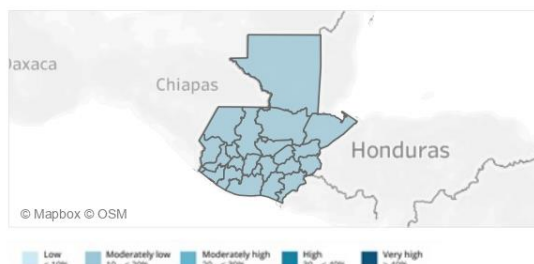 Oaxaca
Chiapas
Honduras
© Mapbox © OSM
Low
Moderately low
Moderately high
High
Very high